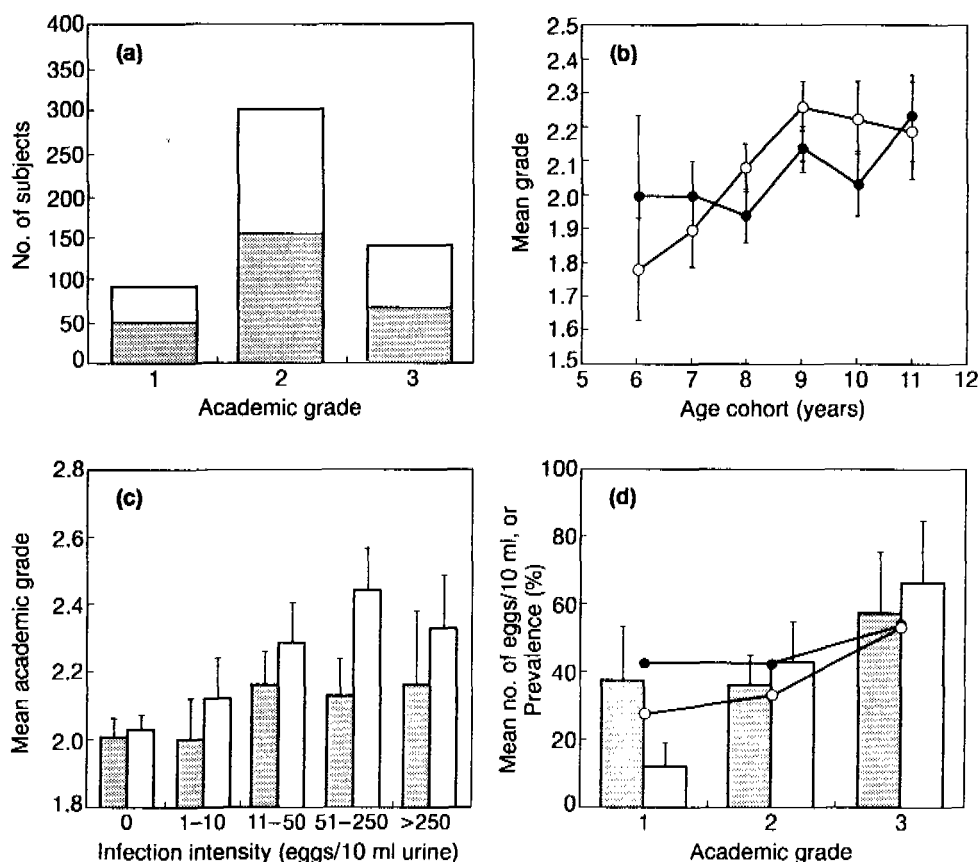 (a)
No. of subjects
400
350
300
250
200
150
100
50
0
1 2 3
Academic grade
(b)
Mean grade
2.5
2.4
2.3
2.2
2.1
2.0
1.9
1.8
1.7
1.6
1.5
5 6 7 8 9 10 11 12
Age cohort (years)
(c)
Mean academic grade
2.8
2.6
2.4
2.2
2.0
1.8
0 1–10 11–50 51–250 >250
Infection intensity (eggs/10 ml urine)
(d)
Mean no. of eggs/10 ml, or
Prevalence (%)
100
80
60
40
20
0
1 2 3
Academic grade